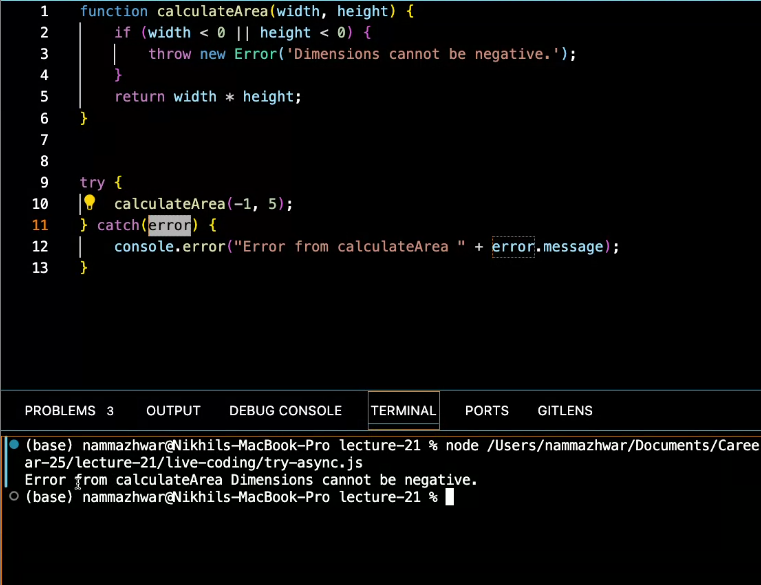 1 function calculateArea(width, height) {
2 if (width < 0 || height < 0) {
3 throw new Error('Dimensions cannot be negative.');
4 }
5 return width * height;
6 }
7
8
9 try {
10 calculateArea(-1, 5);
11 } catch(error) {
12 console.error("Error from calculateArea " + error.message);
13 }
PROBLEMS 3 OUTPUT DEBUG CONSOLE TERMINAL PORTS GITLENS
(base) nammazhwar@Nikhils-MacBook-Pro lecture-21 % node /Users/nammazhwar/Documents/Caree
ar-25/lecture-21/live-coding/try-async.js
Error from calculateArea Dimensions cannot be negative.
(base) nammazhwar@Nikhils-MacBook-Pro lecture-21 %